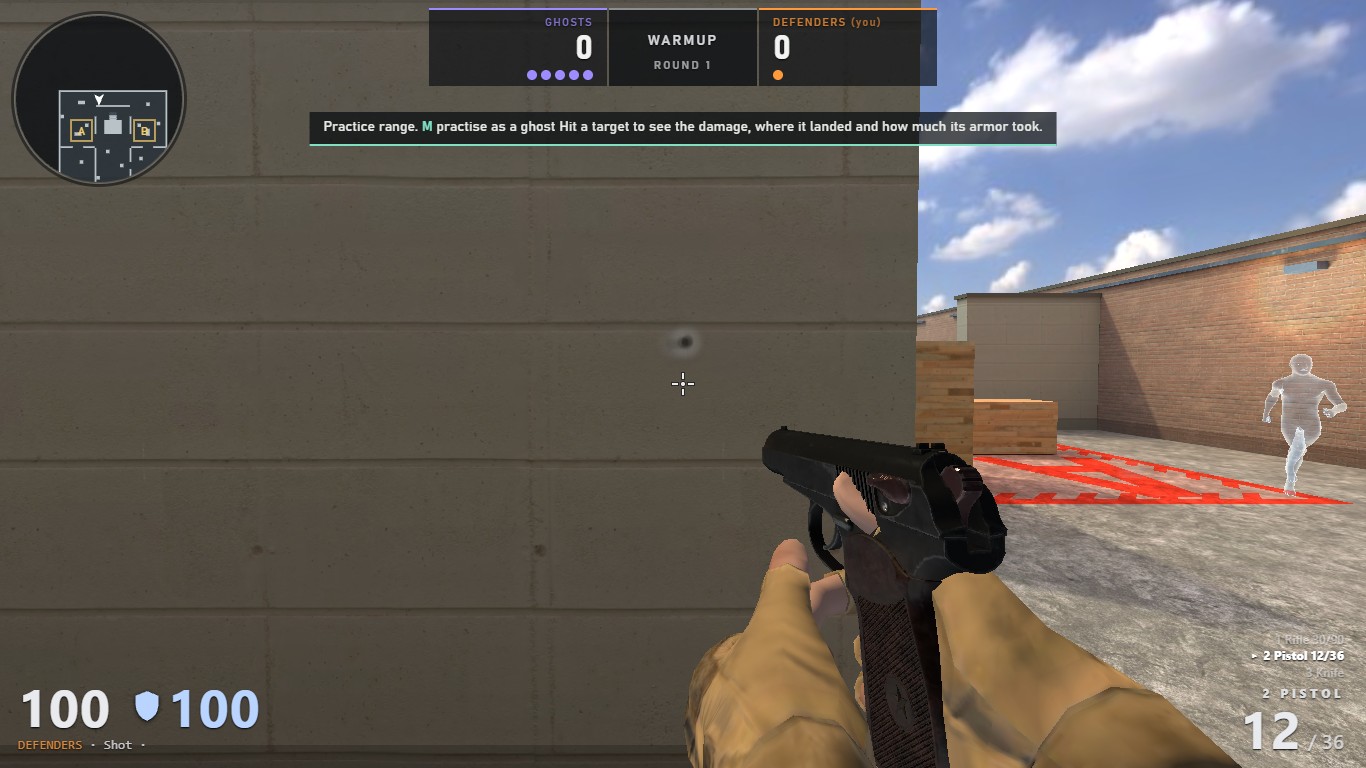 GHOSTS
0
WARMUP
ROUND 1
DEFENDERS (you)
0
A
B
Practice range. M practise as a ghost Hit a target to see the damage, where it landed and how much its armor took.
1 Rifle 30/90
▸ 2 Pistol 12/36
3 Knife
2 PISTOL
12 / 36
100 100
DEFENDERS · Shot ·